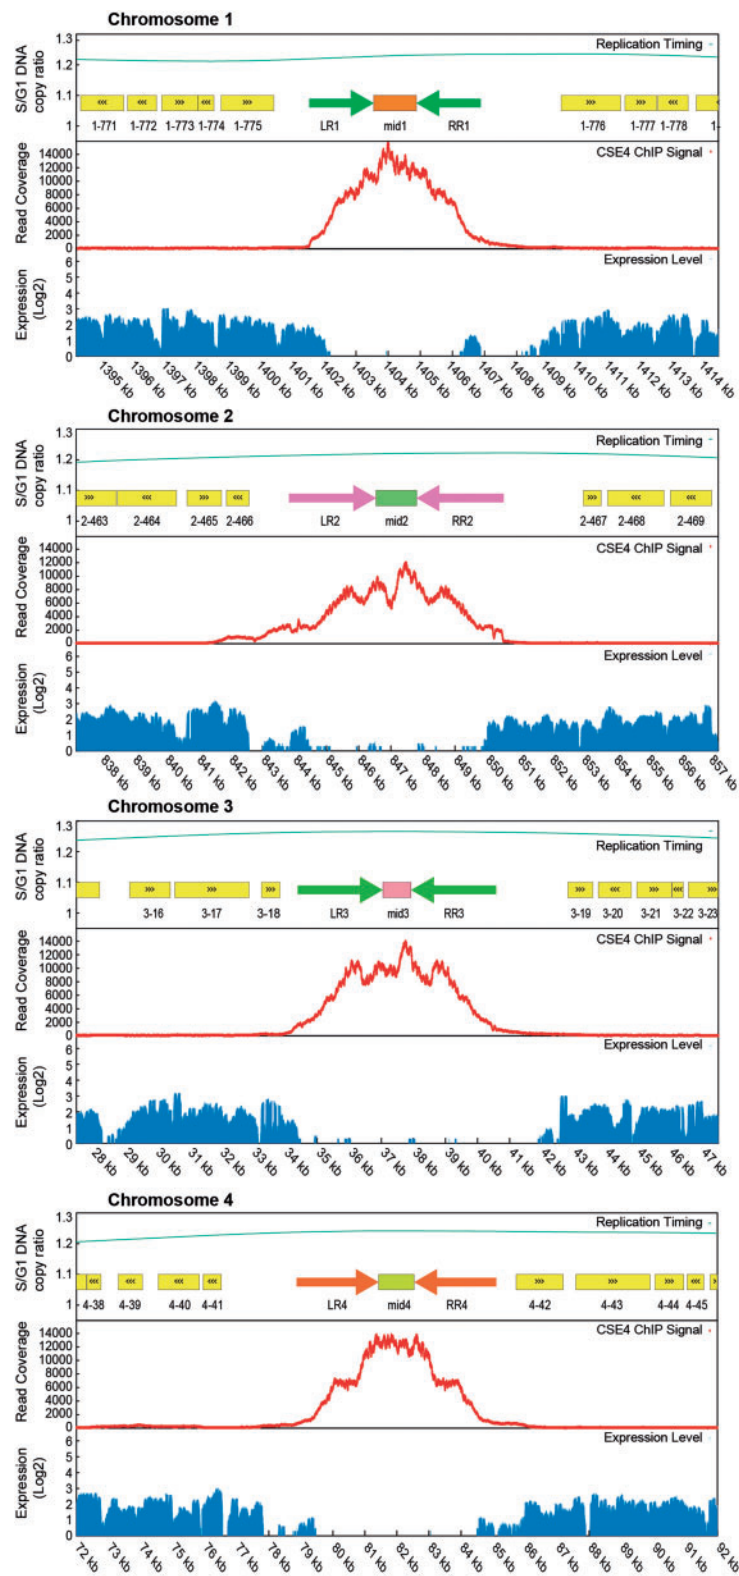 Chromosome 1
S/G1 DNA copy ratio
1.3
1.2
1.1
1
Replication Timing
1-771 1-772 1-773 1-774 1-775 LR1 mid1 RR1 1-776 1-777 1-778 1-
Read Coverage
14000
12000
10000
8000
6000
4000
2000
0
CSE4 ChIP Signal
Expression (Log2)
6
5
4
3
2
1
0
Expression Level
1395 kb 1396 kb 1397 kb 1398 kb 1399 kb 1400 kb 1401 kb 1402 kb 1403 kb 1404 kb 1405 kb 1406 kb 1407 kb 1408 kb 1409 kb 1410 kb 1411 kb 1412 kb 1413 kb 1414 kb
Chromosome 2
S/G1 DNA copy ratio
1.3
1.2
1.1
1
Replication Timing
2-463 2-464 2-465 2-466 LR2 mid2 RR2 2-467 2-468 2-469
Read Coverage
14000
12000
10000
8000
6000
4000
2000
0
CSE4 ChIP Signal
Expression (Log2)
6
5
4
3
2
1
0
Expression Level
838 kb 839 kb 840 kb 841 kb 842 kb 843 kb 844 kb 845 kb 846 kb 847 kb 848 kb 849 kb 850 kb 851 kb 852 kb 853 kb 854 kb 855 kb 856 kb 857 kb
Chromosome 3
S/G1 DNA copy ratio
1.3
1.2
1.1
1
Replication Timing
3-16 3-17 3-18 LR3 mid3 RR3 3-19 3-20 3-21 3-22 3-23
Read Coverage
14000
12000
10000
8000
6000
4000
2000
0
CSE4 ChIP Signal
Expression (Log2)
6
5
4
3
2
1
0
Expression Level
28 kb 29 kb 30 kb 31 kb 32 kb 33 kb 34 kb 35 kb 36 kb 37 kb 38 kb 39 kb 40 kb 41 kb 42 kb 43 kb 44 kb 45 kb 46 kb 47 kb
Chromosome 4
S/G1 DNA copy ratio
1.3
1.2
1.1
1
Replication Timing
4-38 4-39 4-40 4-41 LR4 mid4 RR4 4-42 4-43 4-44 4-45
Read Coverage
14000
12000
10000
8000
6000
4000
2000
0
CSE4 ChIP Signal
Expression (Log2)
6
5
4
3
2
1
0
Expression Level
72 kb 73 kb 74 kb 75 kb 76 kb 77 kb 78 kb 79 kb 80 kb 81 kb 82 kb 83 kb 84 kb 85 kb 86 kb 87 kb 88 kb 89 kb 90 kb 91 kb 92 kb